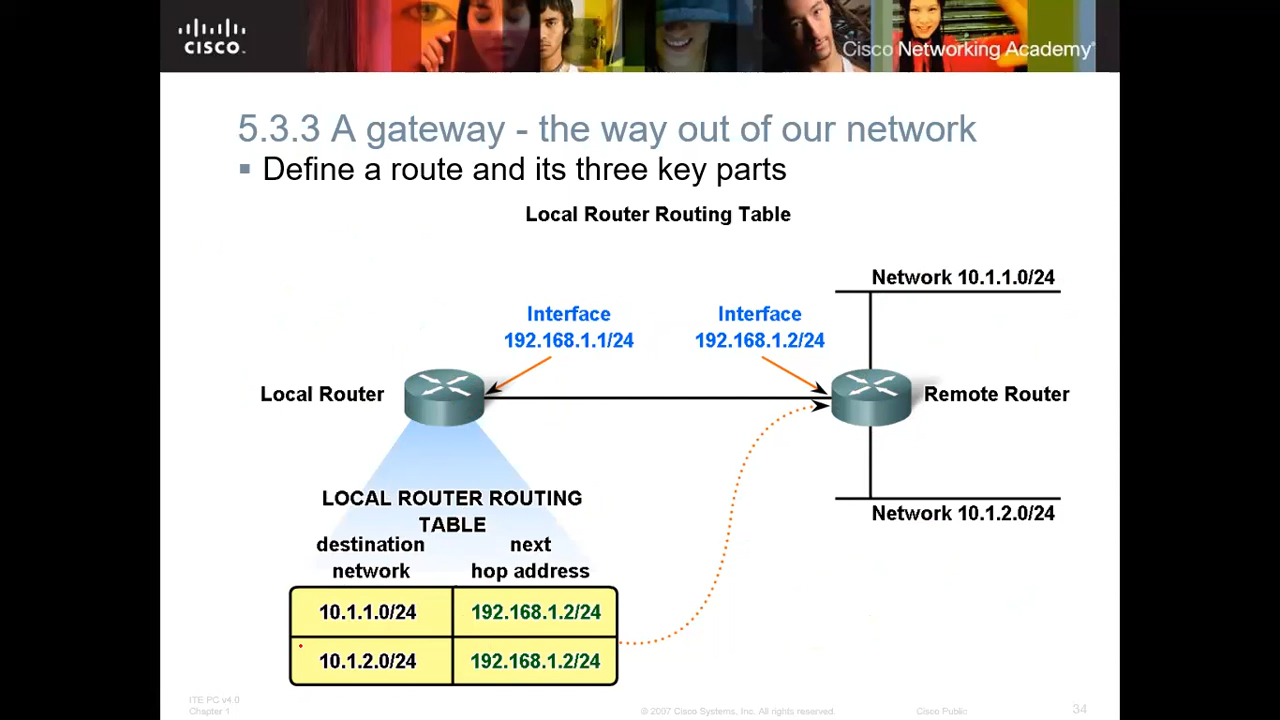 CISCO
Cisco Networking Academy®
5.3.3 A gateway - the way out of our network
Define a route and its three key parts
Local Router Routing Table
Network 10.1.1.0/24
Interface
192.168.1.1/24
Interface
192.168.1.2/24
Local Router
Remote Router
LOCAL ROUTER ROUTING
TABLE
destination
network
next
hop address
10.1.1.0/24 192.168.1.2/24
10.1.2.0/24 192.168.1.2/24
Network 10.1.2.0/24
ITE PC v4.0
Chapter 1
© 2007 Cisco Systems, Inc. All rights reserved.
Cisco Public
34